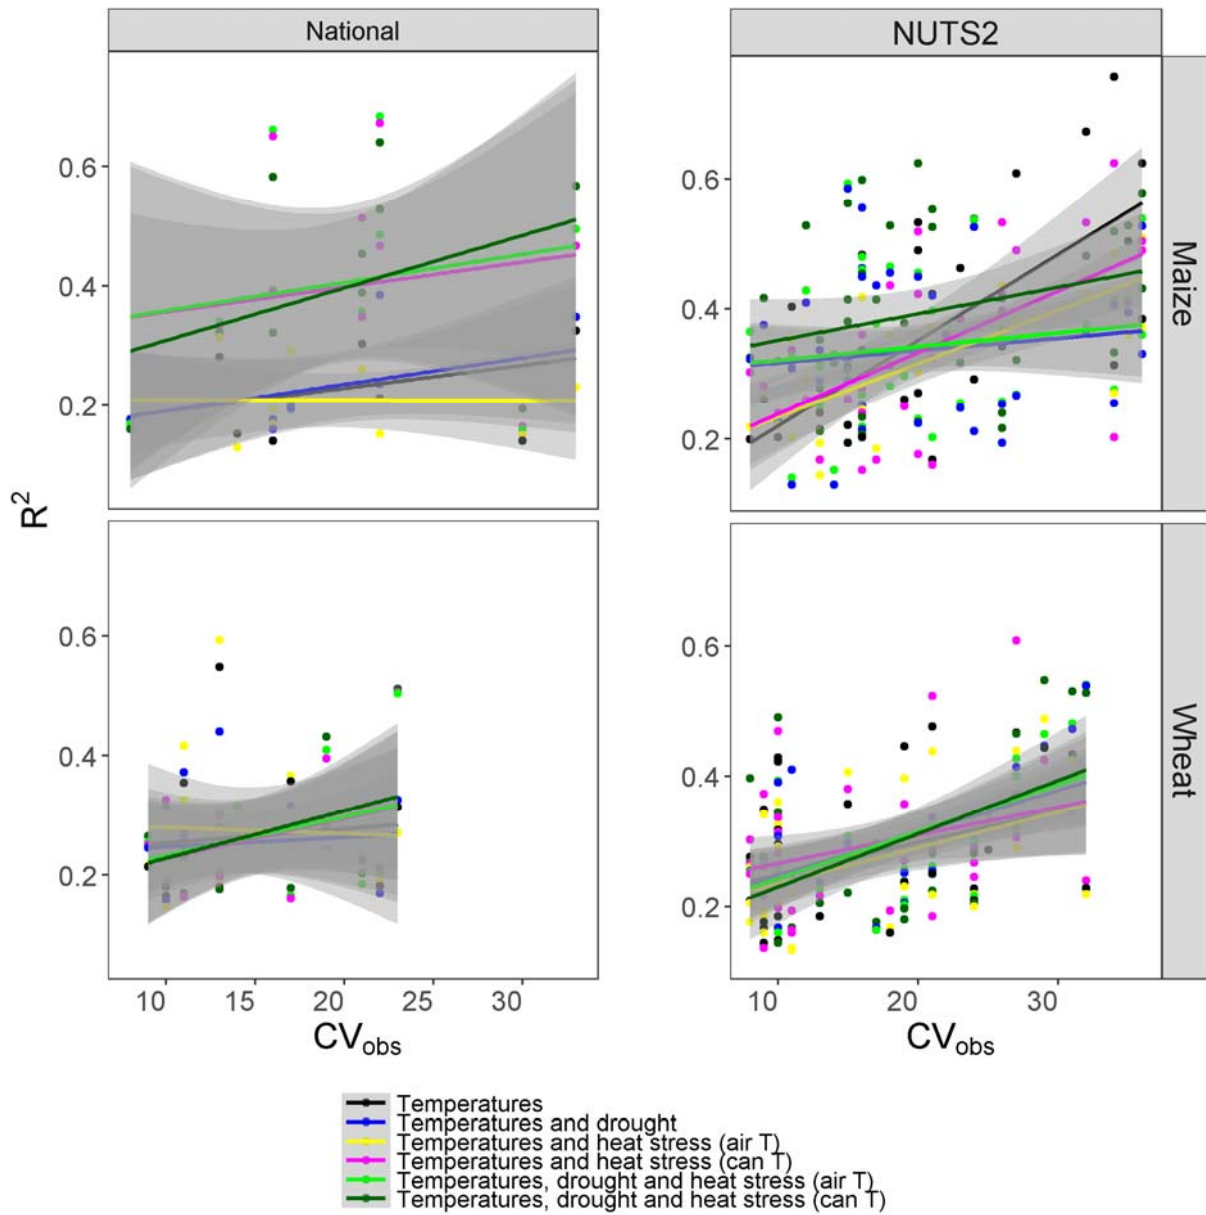 National
NUTS2
0.6
0.4
0.2
0.6
0.4
0.2
Maize
R²
0.6
0.4
0.2
0.6
0.4
0.2
Wheat
10 15 20 25 30
10 20 30
CVobs
CVobs
Temperatures
Temperatures and drought
Temperatures and heat stress (air T)
Temperatures and heat stress (can T)
Temperatures, drought and heat stress (air T)
Temperatures, drought and heat stress (can T)